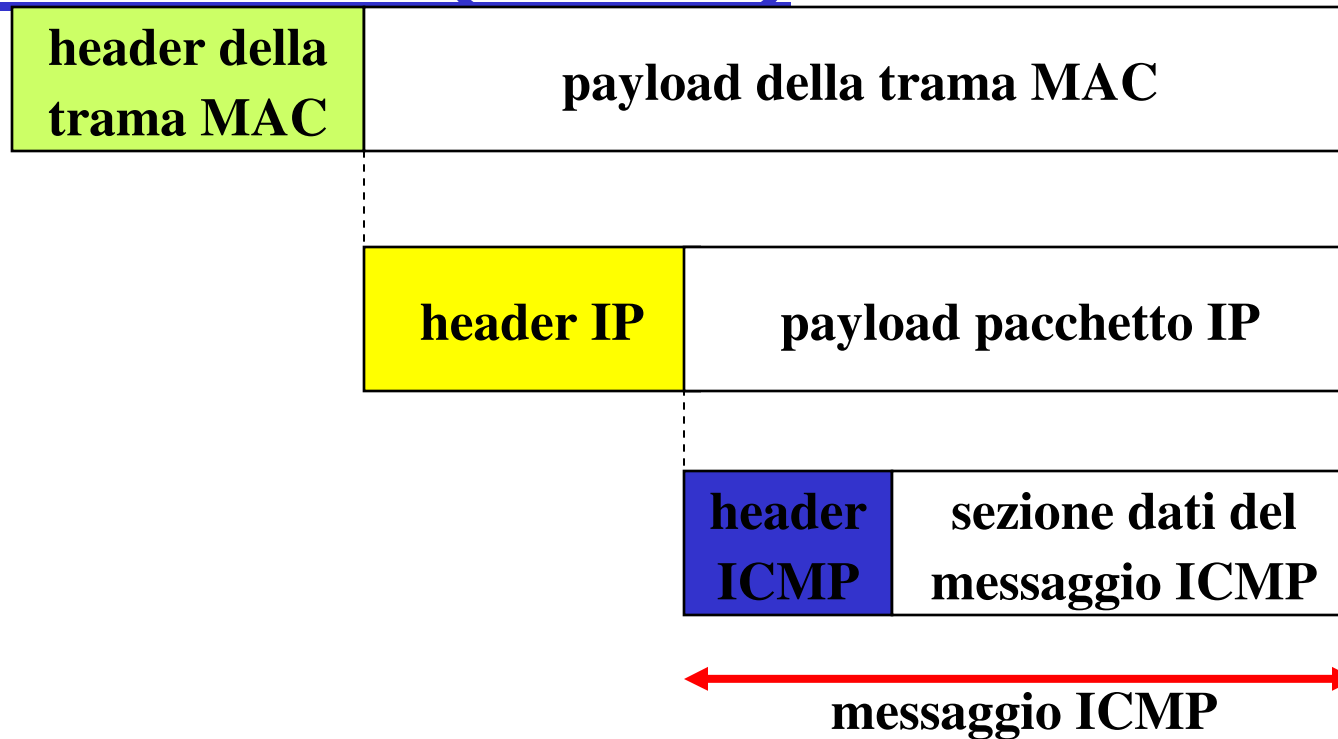 header della
trama MAC
payload della trama MAC
header IP
payload pacchetto IP
header
ICMP
sezione dati del
messaggio ICMP
messaggio ICMP